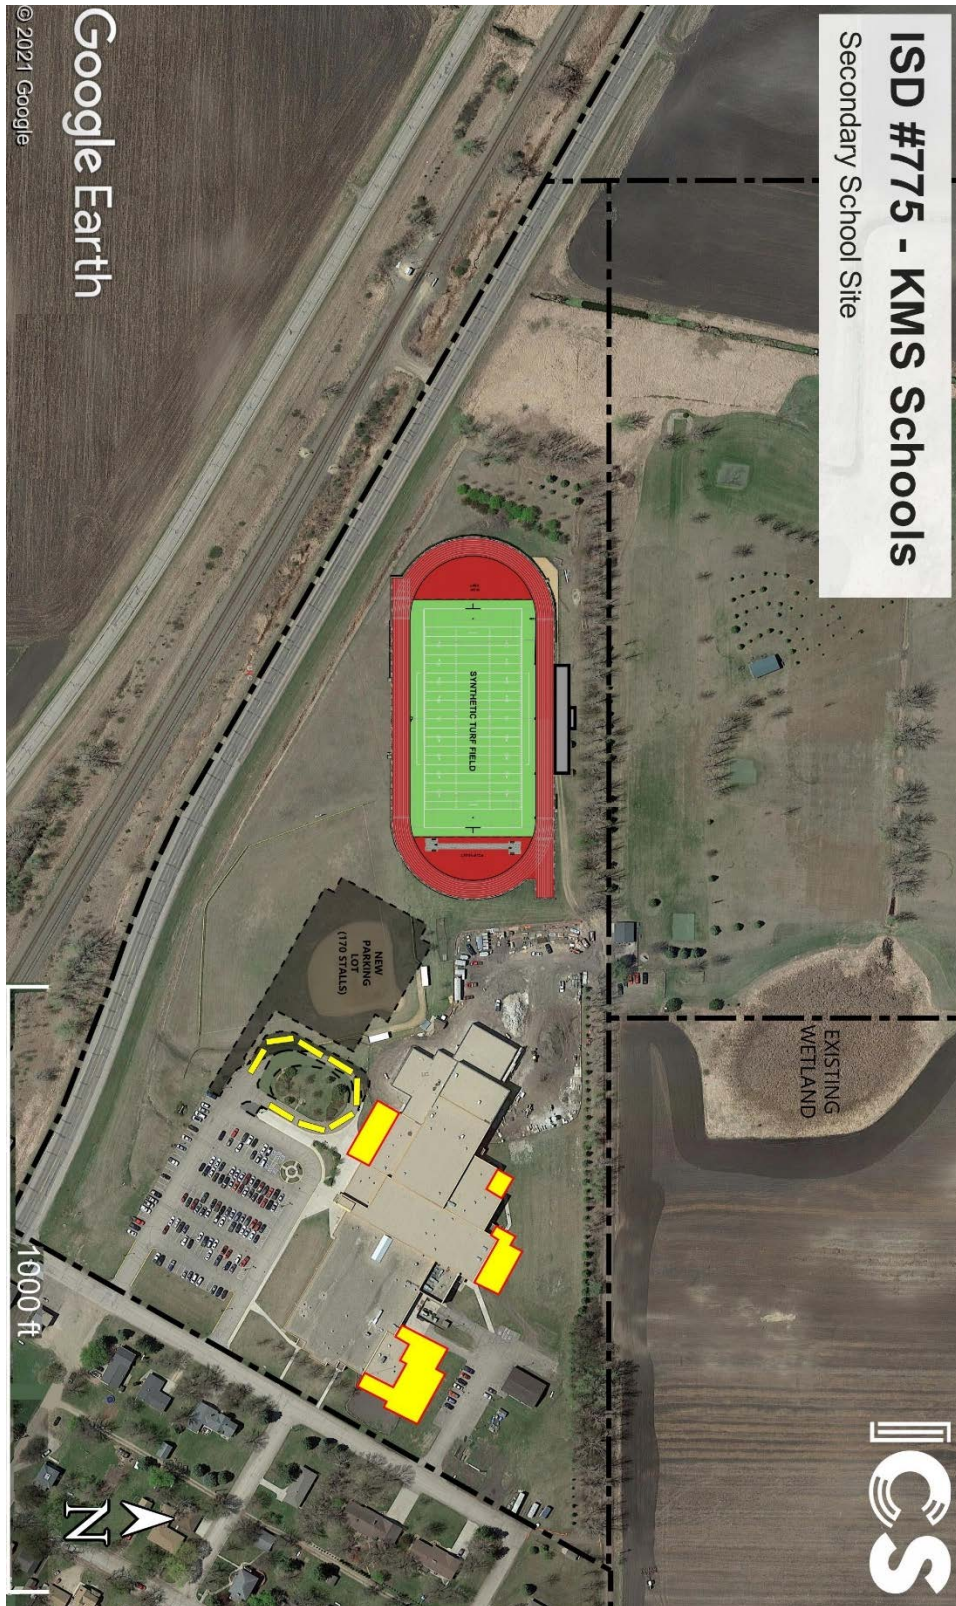 ISD #775 - KMS Schools
Secondary School Site
SYNTHETIC TURF FIELD
NEW
PARKING
LOT
(170 STALLS)
EXISTING
WETLAND
ICS
Google Earth
© 2021 Google
1000 ft.
N